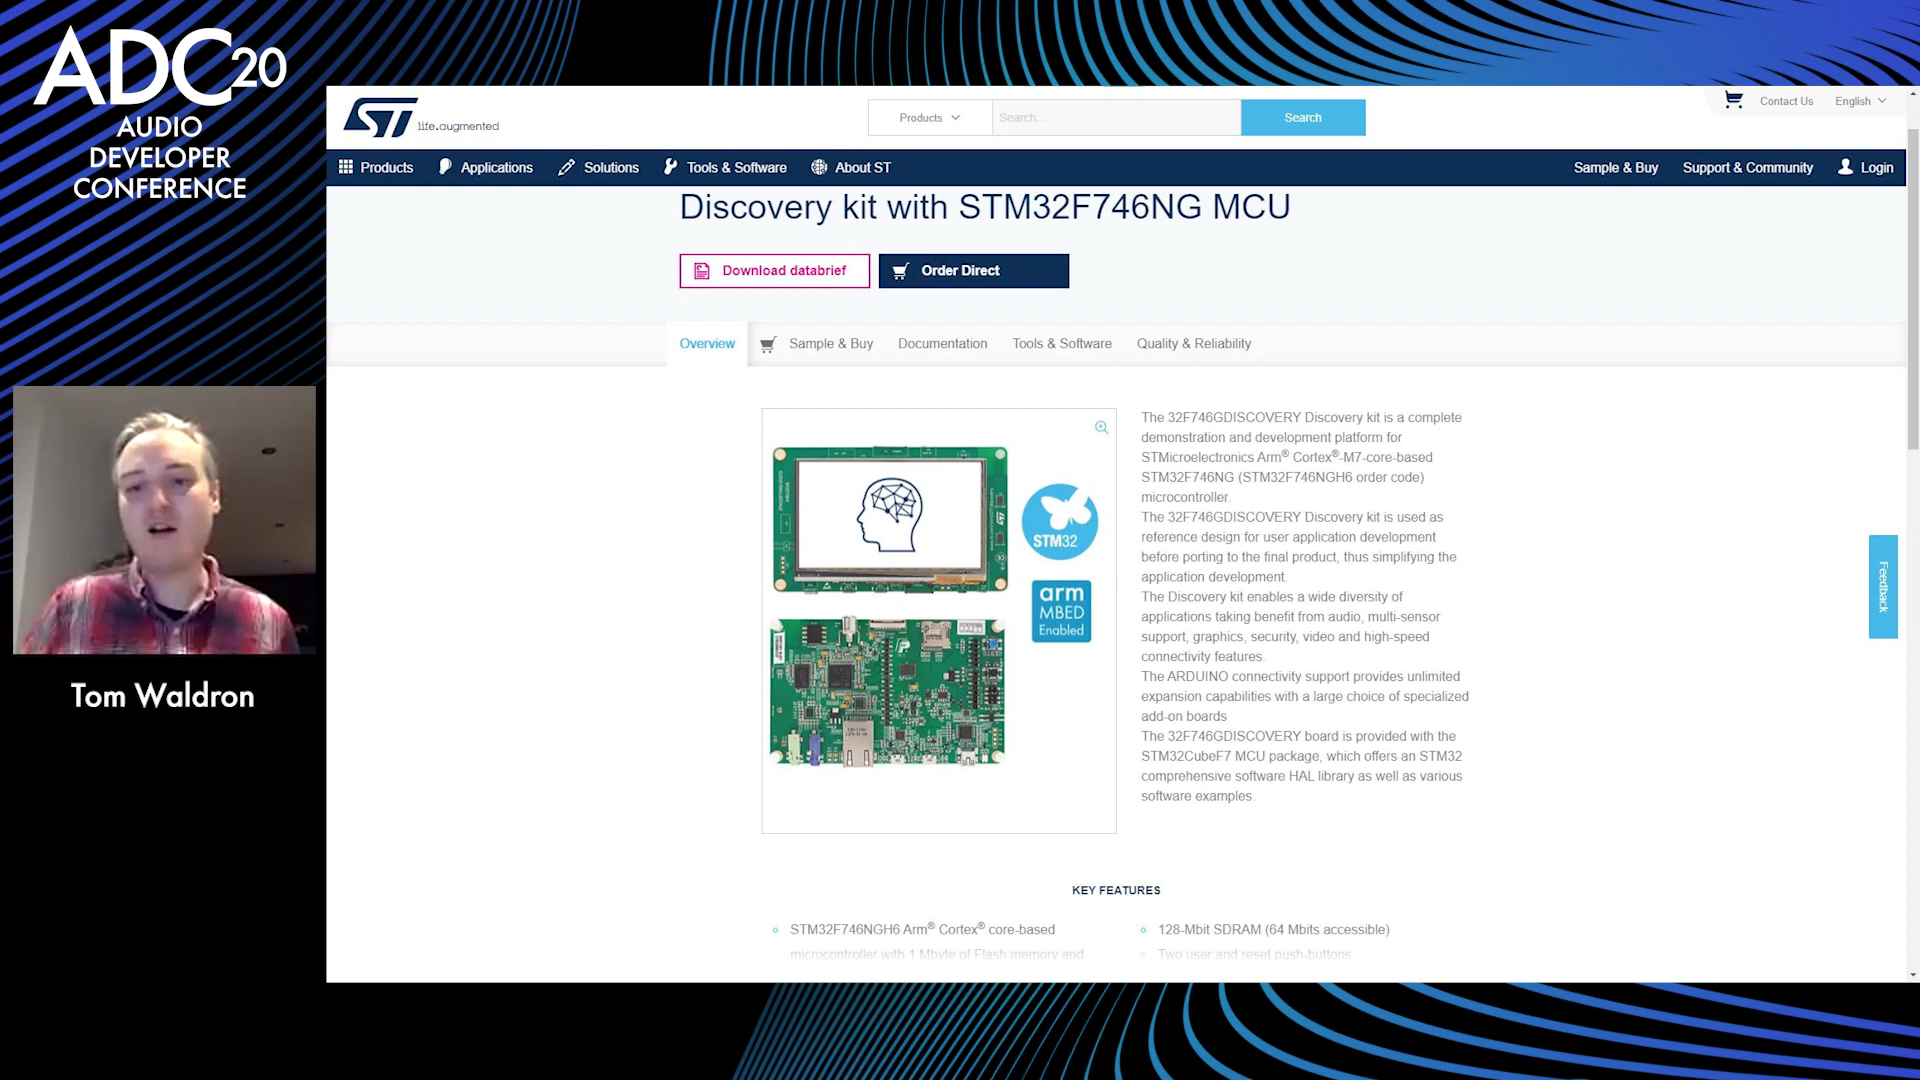 ADC20
AUDIO
DEVELOPER
CONFERENCE
ST life.augmented
Products
Search...
Search
Contact Us
English
Products
Applications
Solutions
Tools & Software
About ST
Sample & Buy
Support & Community
Login
Discovery kit with STM32F746NG MCU
Download databrief
Order Direct
Overview
Sample & Buy
Documentation
Tools & Software
Quality & Reliability
STM32
arm
MBED
Enabled
The 32F746GDISCOVERY Discovery kit is a complete
demonstration and development platform for
STMicroelectronics Arm® Cortex®-M7-core-based
STM32F746NG (STM32F746NGH6 order code)
microcontroller.
The 32F746GDISCOVERY Discovery kit is used as
reference design for user application development
before porting to the final product, thus simplifying the
application development.
The Discovery kit enables a wide diversity of
applications taking benefit from audio, multi-sensor
support, graphics, security, video and high-speed
connectivity features.
The ARDUINO connectivity support provides unlimited
expansion capabilities with a large choice of specialized
add-on boards
The 32F746GDISCOVERY board is provided with the
STM32CubeF7 MCU package, which offers an STM32
comprehensive software HAL library as well as various
software examples.
Feedback
Tom Waldron
KEY FEATURES
STM32F746NGH6 Arm® Cortex® core-based
microcontroller with 1 Mbyte of Flash memory and
128-Mbit SDRAM (64 Mbits accessible)
Two user and reset push-buttons